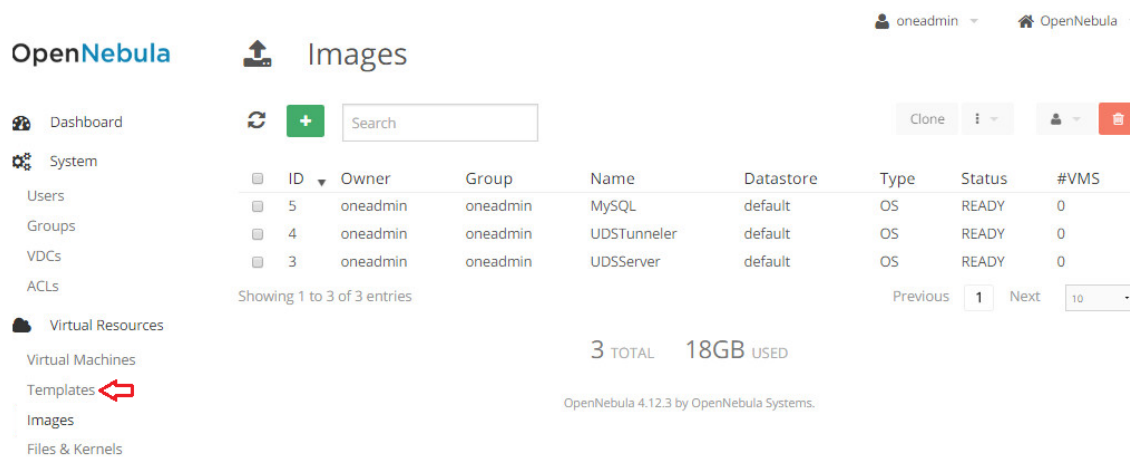 oneadmin OpenNebula
OpenNebula Images
Dashboard Search Clone
System
ID Owner Group Name Datastore Type Status #VMS
Users
5 oneadmin oneadmin MySQL default OS READY 0
Groups
4 oneadmin oneadmin UDSTunneler default OS READY 0
VDCs
3 oneadmin oneadmin UDSServer default OS READY 0
ACLs
Showing 1 to 3 of 3 entries Previous 1 Next 10
Virtual Resources
3 TOTAL 18GB USED
Virtual Machines
Templates
OpenNebula 4.12.3 by OpenNebula Systems.
Images
Files & Kernels